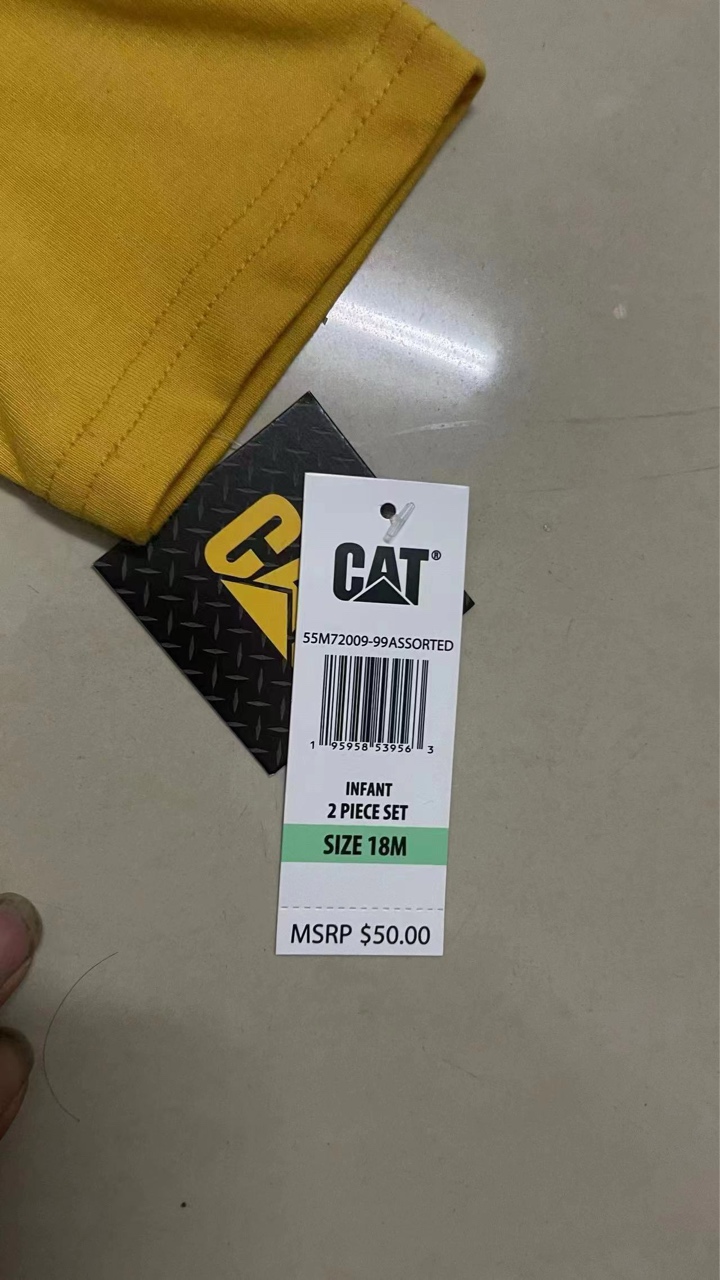 CAT®
55M72009-99ASSORTED
1 95958 53956 3
INFANT
2 PIECE SET
SIZE 18M
MSRP $50.00